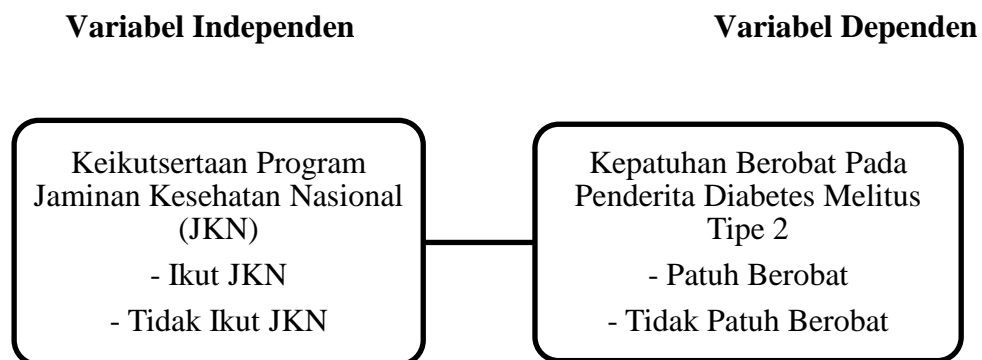 Variabel Independen
Variabel Dependen
Keikutsertaan Program
Jaminan Kesehatan Nasional
(JKN)
- Ikut JKN
- Tidak Ikut JKN
Kepatuhan Berobat Pada
Penderita Diabetes Melitus
Tipe 2
- Patuh Berobat
- Tidak Patuh Berobat